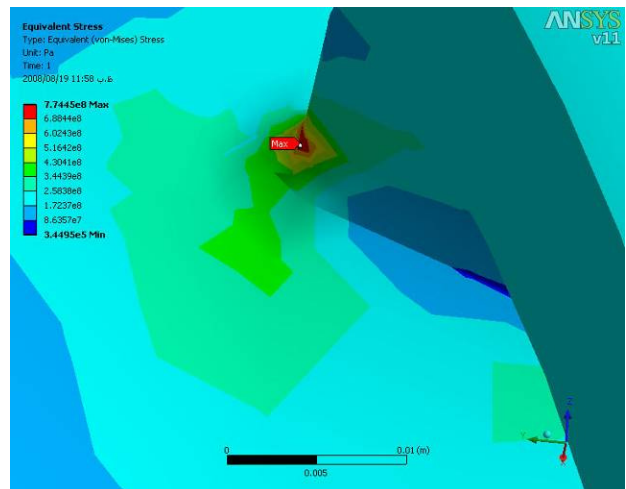 Equivalent Stress
Type: Equivalent (von-Mises) Stress
Unit: Pa
Time: 1
2008/08/19 11:58 ب.ظ
7.7445e8 Max
6.8844e8
6.0243e8
5.1642e8
4.3041e8
3.4439e8
2.5838e8
1.7237e8
8.6357e7
3.4495e5 Min
ANSYS
v11
Max
0
0.01 (m)
0.005
Z
Y
X